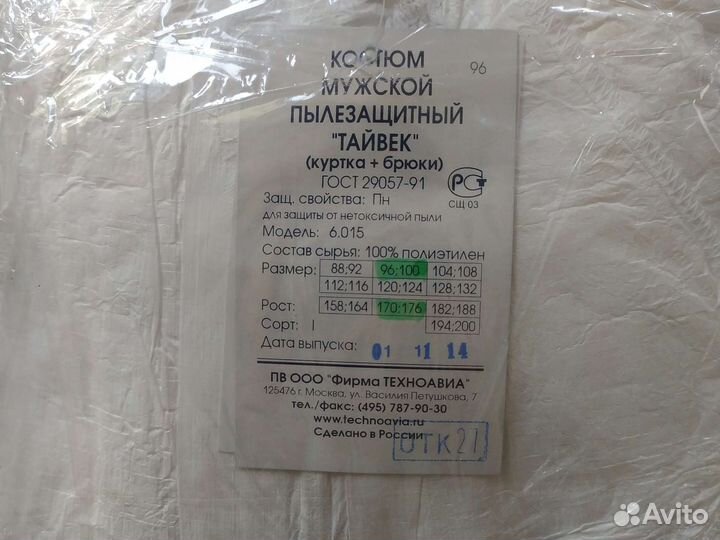 КОСТЮМ
96
МУЖСКОЙ
ПЫЛЕЗАЩИТНЫЙ
"ТАЙВЕК"
(куртка + брюки)
ГОСТ 29057-91
РСТ
Защ. свойства: Пн
СЩ 03
для защиты от нетоксичной пыли
Модель: 6.015
Состав сырья: 100% полиэтилен
Размер: 88;92 96;100 104;108
112;116 120;124 128;132
Рост: 158;164 170;176 182;188
Сорт: I 194;200
Дата выпуска: 01 11 14
ПВ ООО "Фирма ТЕХНОАВИА"
125476 г. Москва, ул. Василия Петушкова, 7
тел./факс: (495) 787-90-30
www.technoavia.ru
Сделано в России
ОТК 27
Avito